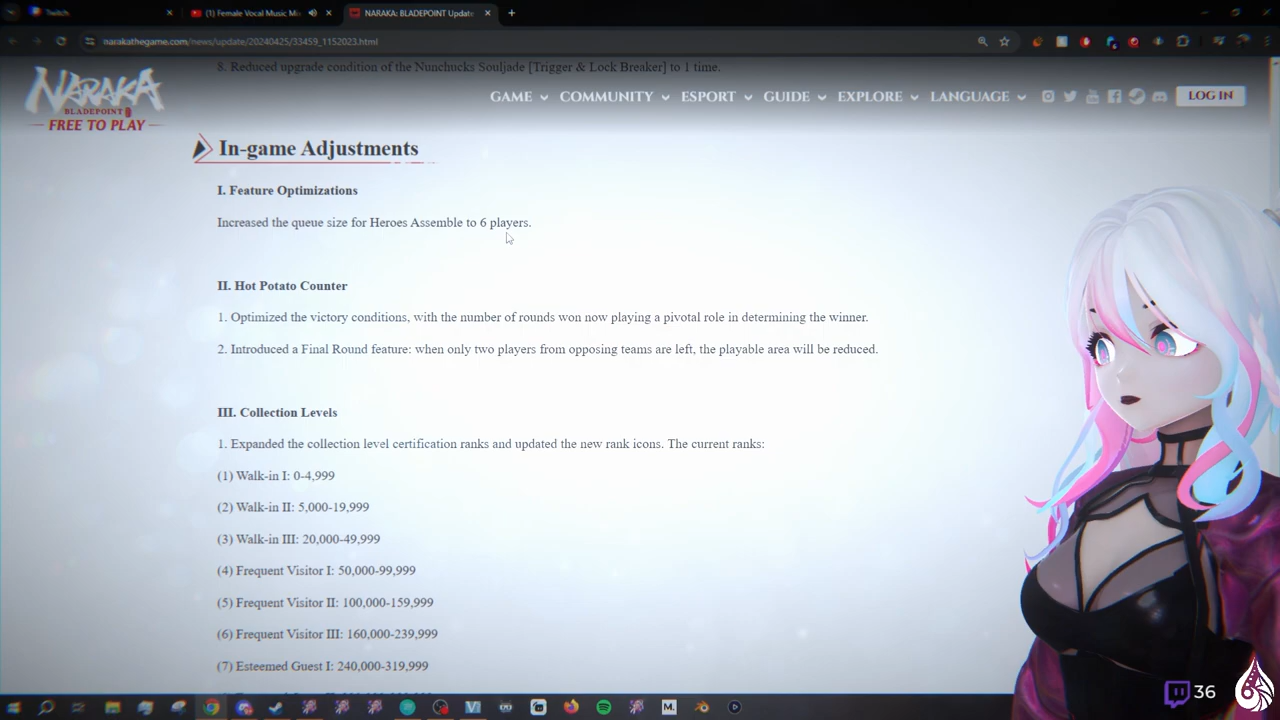 Twitch
(1) Female Vocal Music Mi
NARAKA: BLADEPOINT Update
narakathegame.com/news/update/20240425/33459_1152023.html
8. Reduced upgrade condition of the Nunchucks Souljade [Trigger & Lock Breaker] to 1 time.
NARAKA
BLADEPOINT
FREE TO PLAY
GAME COMMUNITY ESPORT GUIDE EXPLORE LANGUAGE LOG IN
In-game Adjustments
I. Feature Optimizations
Increased the queue size for Heroes Assemble to 6 players.
II. Hot Potato Counter
1. Optimized the victory conditions, with the number of rounds won now playing a pivotal role in determining the winner.
2. Introduced a Final Round feature: when only two players from opposing teams are left, the playable area will be reduced.
III. Collection Levels
1. Expanded the collection level certification ranks and updated the new rank icons. The current ranks:
(1) Walk-in I: 0-4,999
(2) Walk-in II: 5,000-19,999
(3) Walk-in III: 20,000-49,999
(4) Frequent Visitor I: 50,000-99,999
(5) Frequent Visitor II: 100,000-159,999
(6) Frequent Visitor III: 160,000-239,999
(7) Esteemed Guest I: 240,000-319,999
36